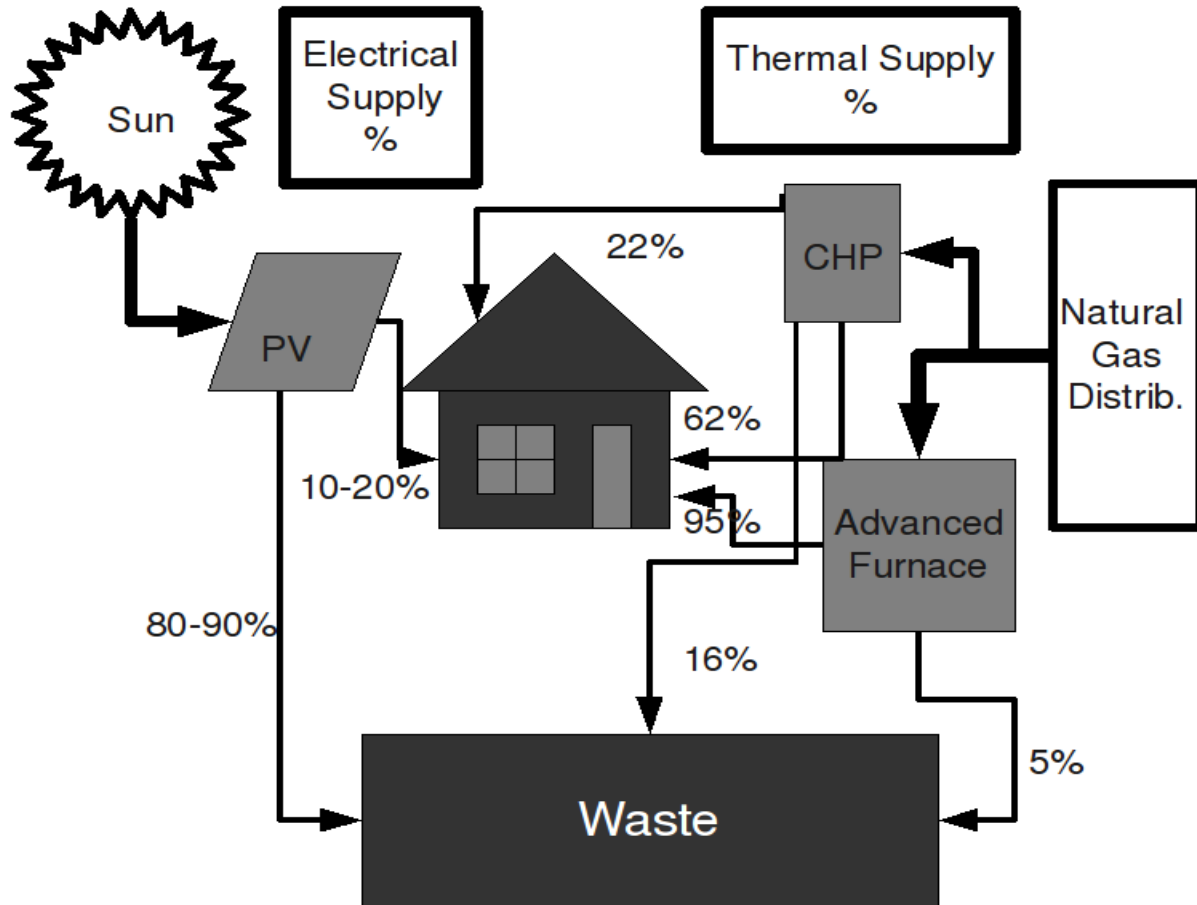 Sun
Electrical
Supply
%
Thermal Supply
%
22%
CHP
PV
Natural
Gas
Distrib.
62%
10-20%
95%
Advanced
Furnace
80-90%
16%
5%
Waste